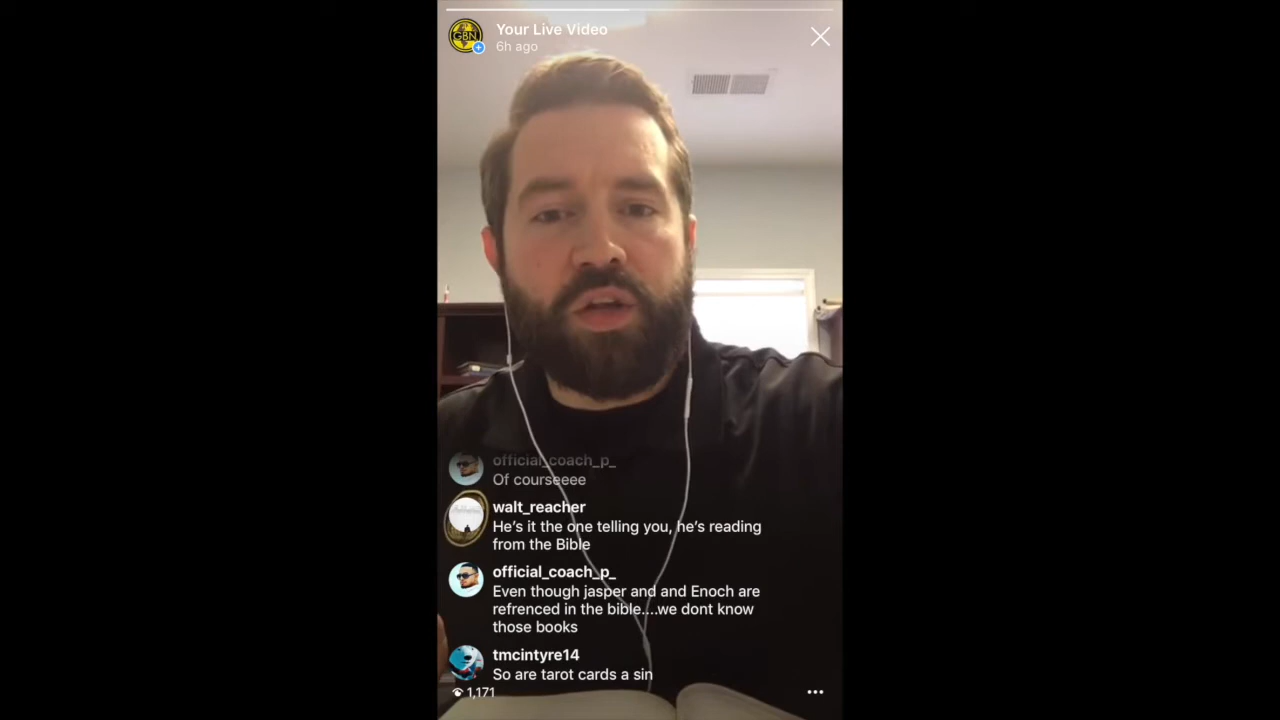 GBN
Your Live Video
6h ago
official_coach_p_
Of courseeee
walt_reacher
He's it the one telling you, he's reading
from the Bible
official_coach_p_
Even though jasper and and Enoch are
refrenced in the bible....we dont know
those books
tmcintyre14
So are tarot cards a sin
1,171